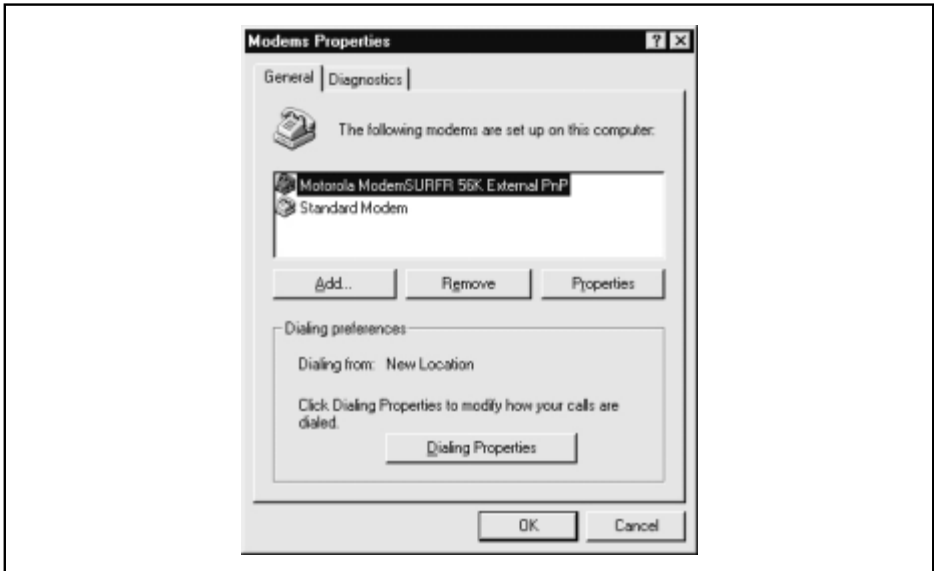 Modems Properties
General Diagnostics
The following modems are set up on this computer:
Motorola ModemSURFR 56K External PnP
Standard Modem
Add... Remove Properties
Dialing preferences
Dialing from: New Location
Click Dialing Properties to modify how your calls are
dialed.
Dialing Properties
OK Cancel